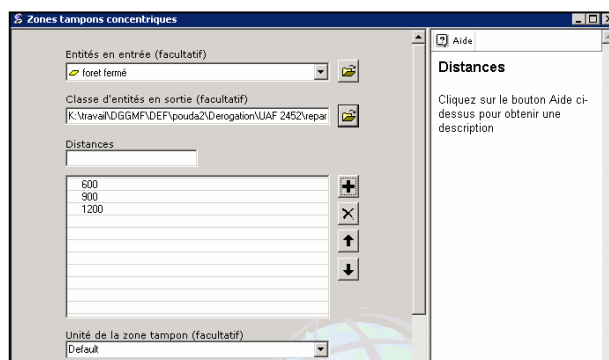 Zones tampons concentriques
Entités en entrée (facultatif)
foret fermé
Classe d'entités en sortie (facultatif)
K:\travail\DGGMF\DEF\pouda2\Derogation\UAF 2452\repar
Distances
600
900
1200
Unité de la zone tampon (facultatif)
Default
Aide
Distances
Cliquez sur le bouton Aide ci-
dessus pour obtenir une
description